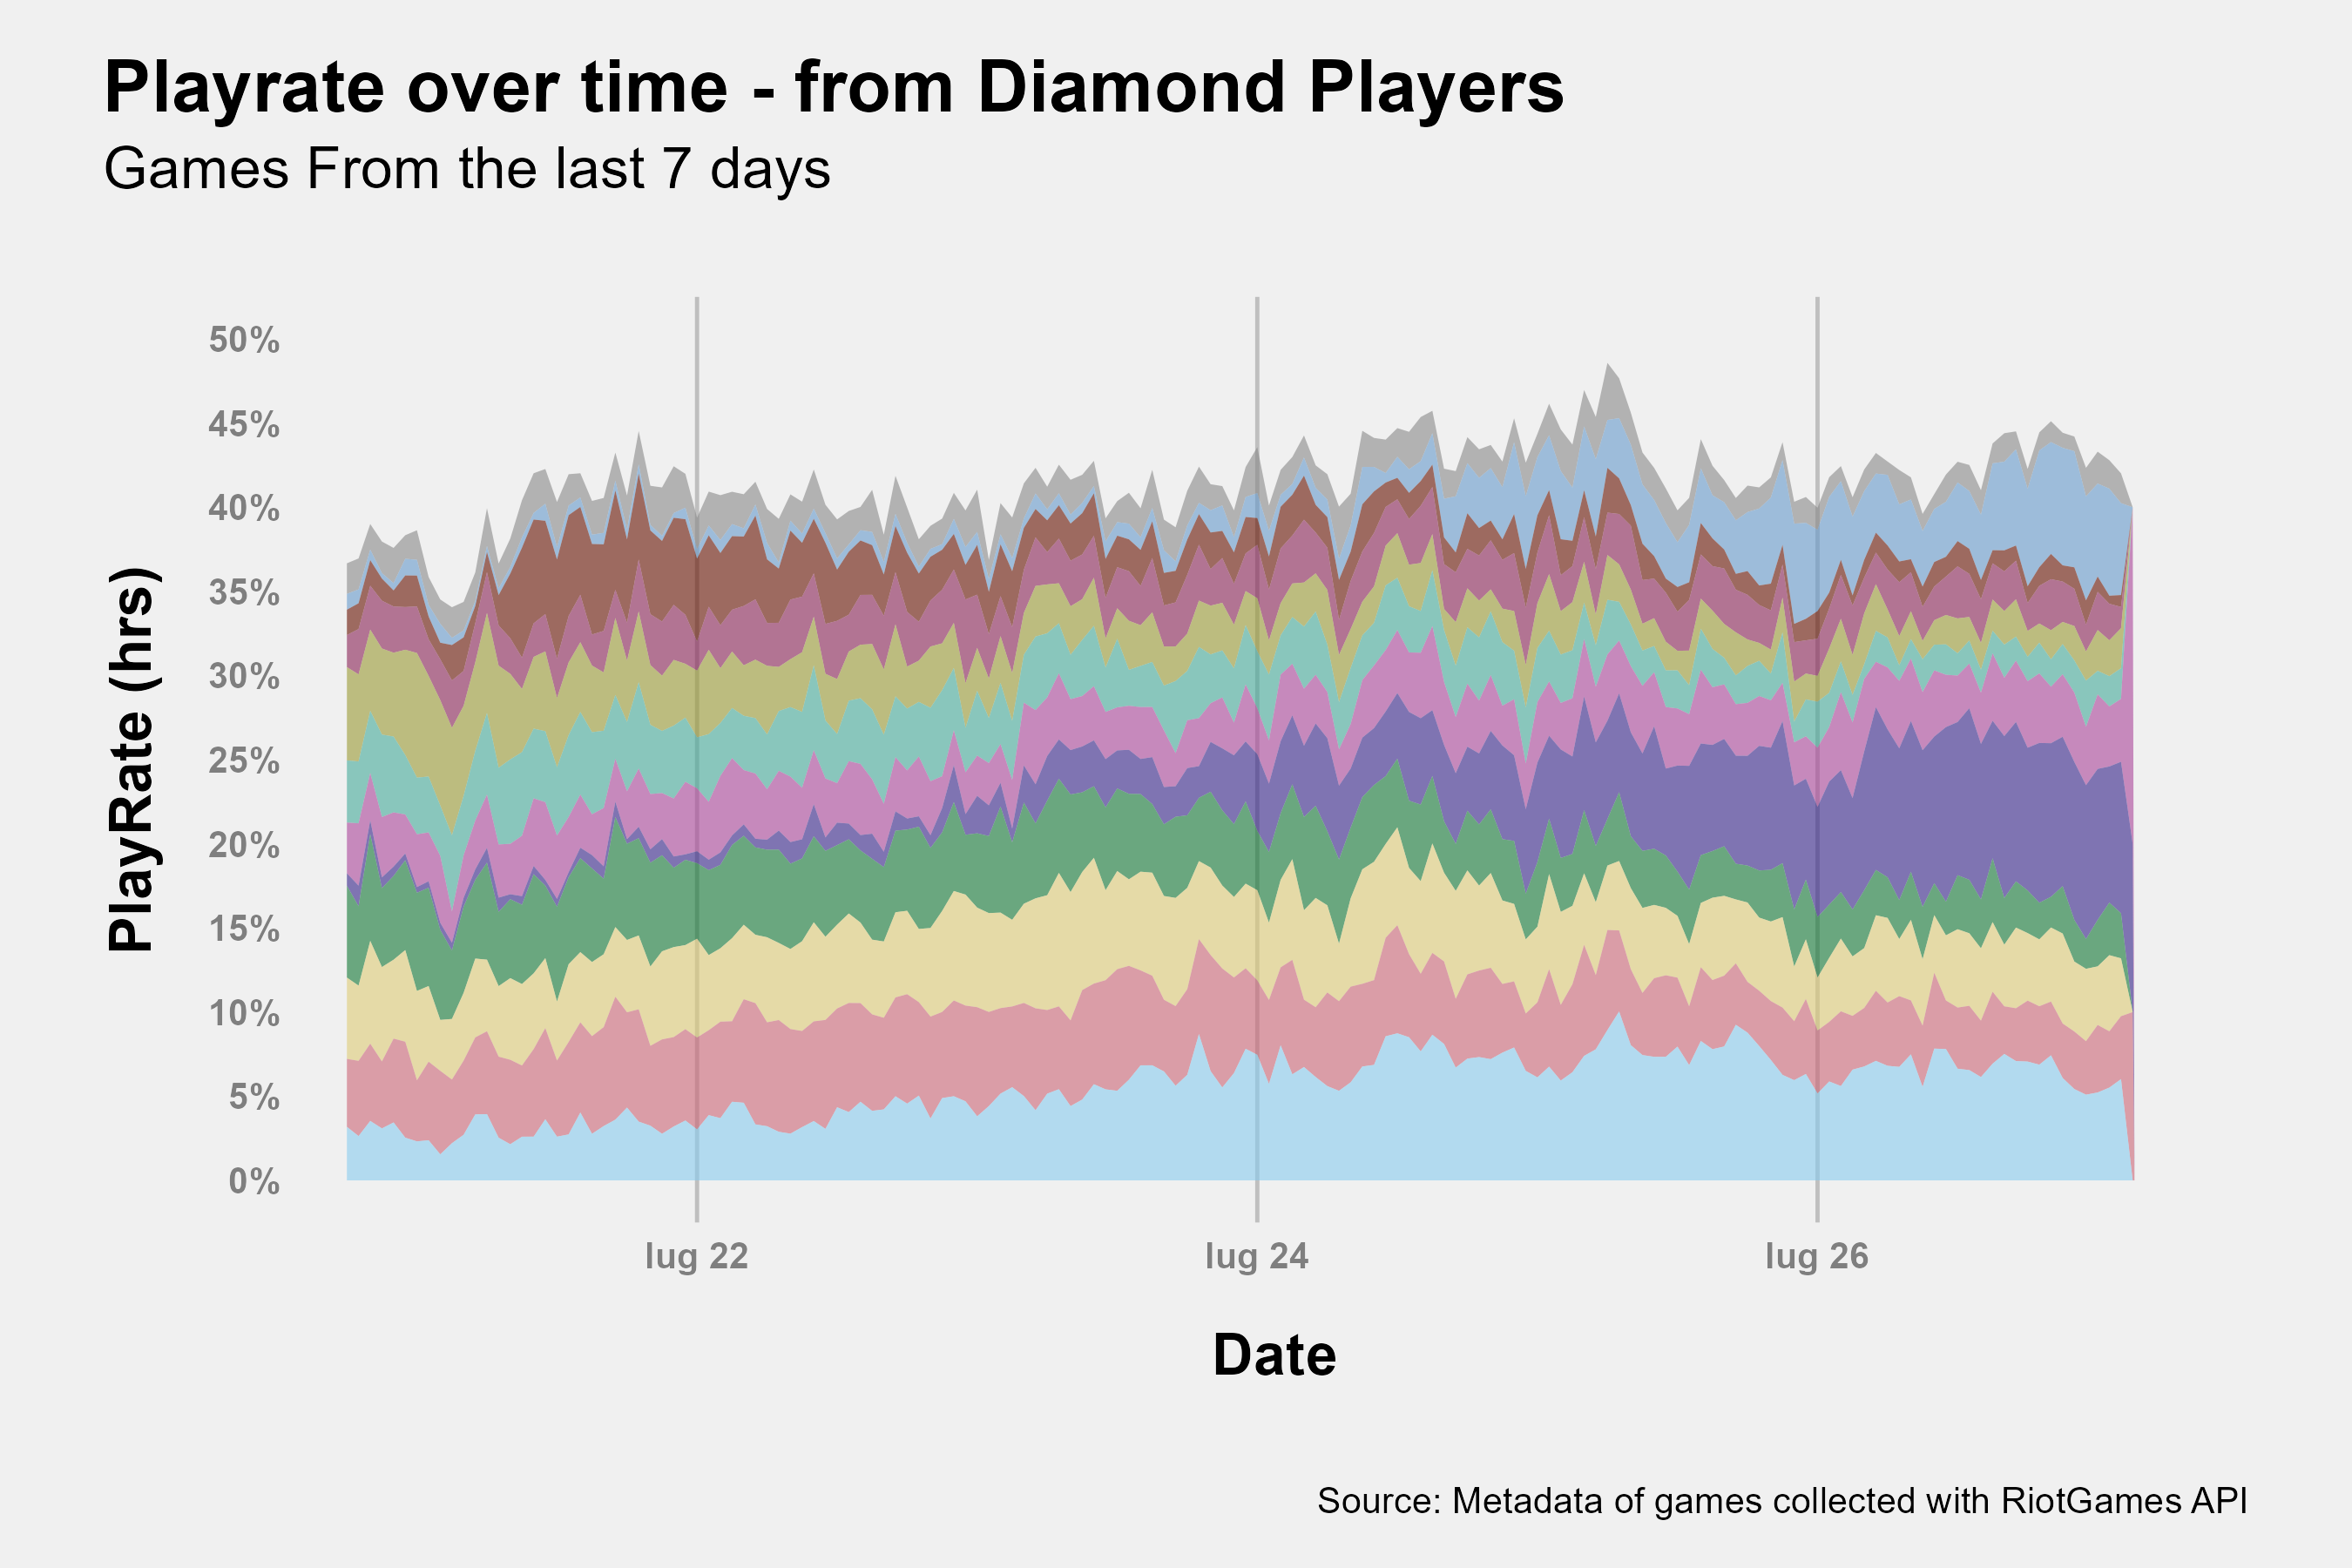 Playrate over time - from Diamond Players
Games From the last 7 days
PlayRate (hrs)
50%
45%
40%
35%
30%
25%
20%
15%
10%
5%
0%
lug 22
lug 24
lug 26
Date
Source: Metadata of games collected with RiotGames API